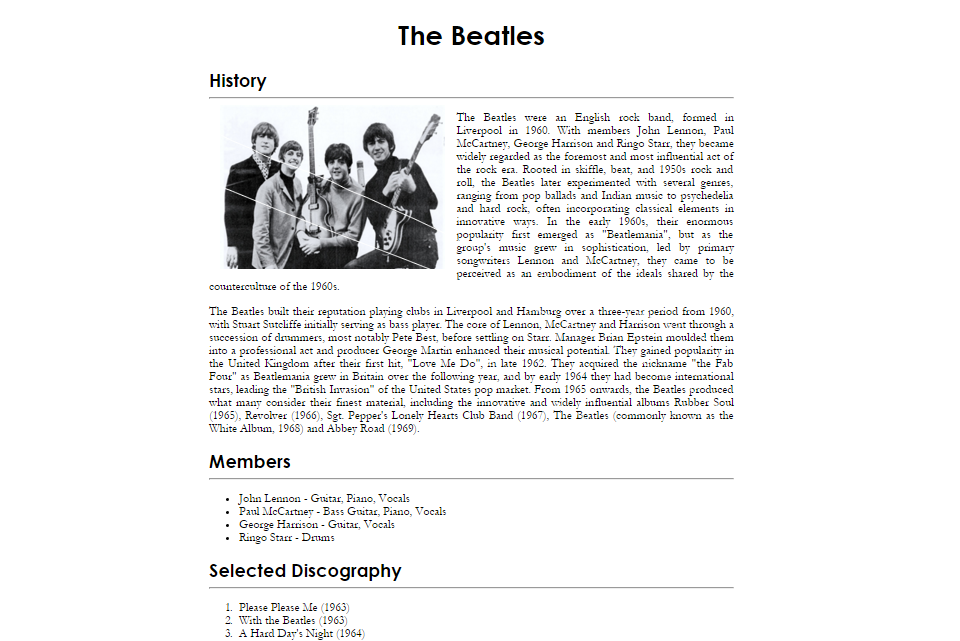 The Beatles
History
The Beatles were an English rock band, formed in
Liverpool in 1960. With members John Lennon, Paul
McCartney, George Harrison and Ringo Starr, they became
widely regarded as the foremost and most influential act of
the rock era. Rooted in skiffle, beat, and 1950s rock and
roll, the Beatles later experimented with several genres,
ranging from pop ballads and Indian music to psychedelia
and hard rock, often incorporating classical elements in
innovative ways. In the early 1960s, their enormous
popularity first emerged as "Beatlemania", but as the
group's music grew in sophistication, led by primary
songwriters Lennon and McCartney, they came to be
perceived as an embodiment of the ideals shared by the
counterculture of the 1960s.
The Beatles built their reputation playing clubs in Liverpool and Hamburg over a three-year period from 1960,
with Stuart Sutcliffe initially serving as bass player. The core of Lennon, McCartney and Harrison went through a
succession of drummers, most notably Pete Best, before settling on Starr. Manager Brian Epstein moulded them
into a professional act and producer George Martin enhanced their musical potential. They gained popularity in
the United Kingdom after their first hit, "Love Me Do", in late 1962. They acquired the nickname "the Fab
Four" as Beatlemania grew in Britain over the following year, and by early 1964 they had become international
stars, leading the "British Invasion" of the United States pop market. From 1965 onwards, the Beatles produced
what many consider their finest material, including the innovative and widely influential albums Rubber Soul
(1965), Revolver (1966), Sgt. Pepper's Lonely Hearts Club Band (1967), The Beatles (commonly known as the
White Album, 1968) and Abbey Road (1969).
Members
• John Lennon - Guitar, Piano, Vocals
• Paul McCartney - Bass Guitar, Piano, Vocals
• George Harrison - Guitar, Vocals
• Ringo Starr - Drums
Selected Discography
1. Please Please Me (1963)
2. With the Beatles (1963)
3. A Hard Day's Night (1964)